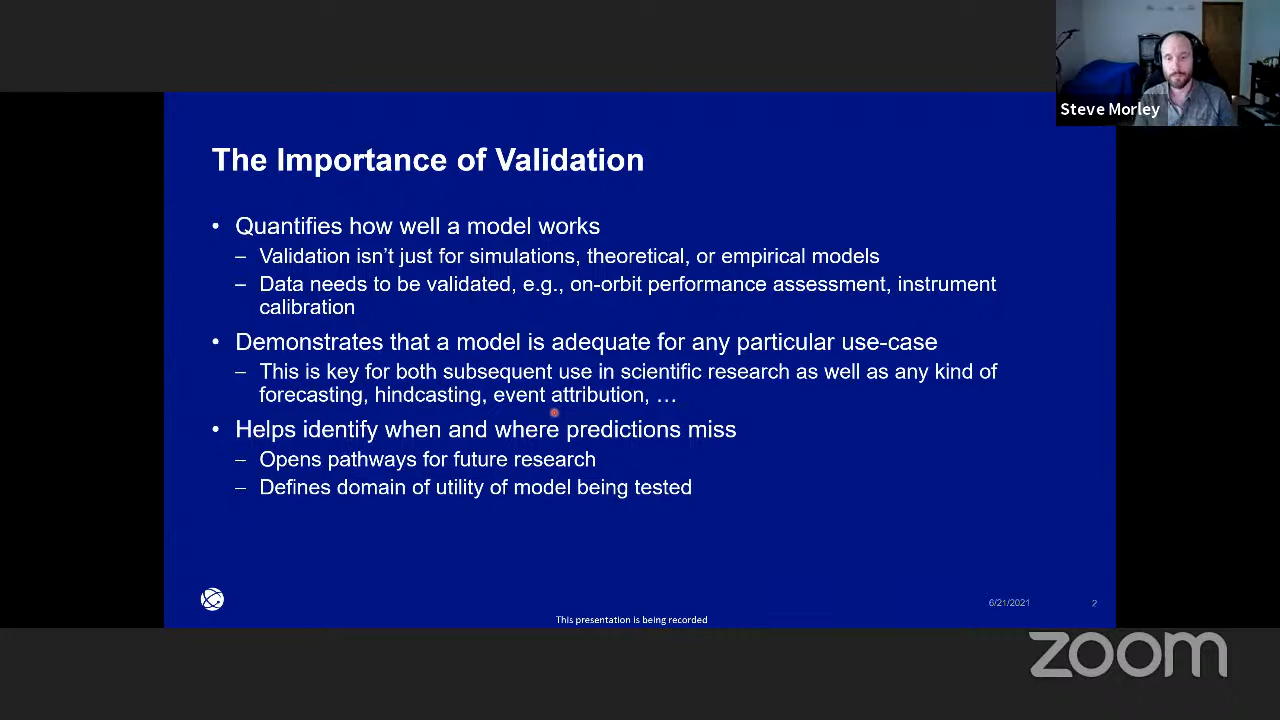 Steve Morley
The Importance of Validation
• Quantifies how well a model works
– Validation isn't just for simulations, theoretical, or empirical models
– Data needs to be validated, e.g., on-orbit performance assessment, instrument
calibration
• Demonstrates that a model is adequate for any particular use-case
– This is key for both subsequent use in scientific research as well as any kind of
forecasting, hindcasting, event attribution, …
• Helps identify when and where predictions miss
– Opens pathways for future research
– Defines domain of utility of model being tested
6/21/2021 2
This presentation is being recorded
zoom